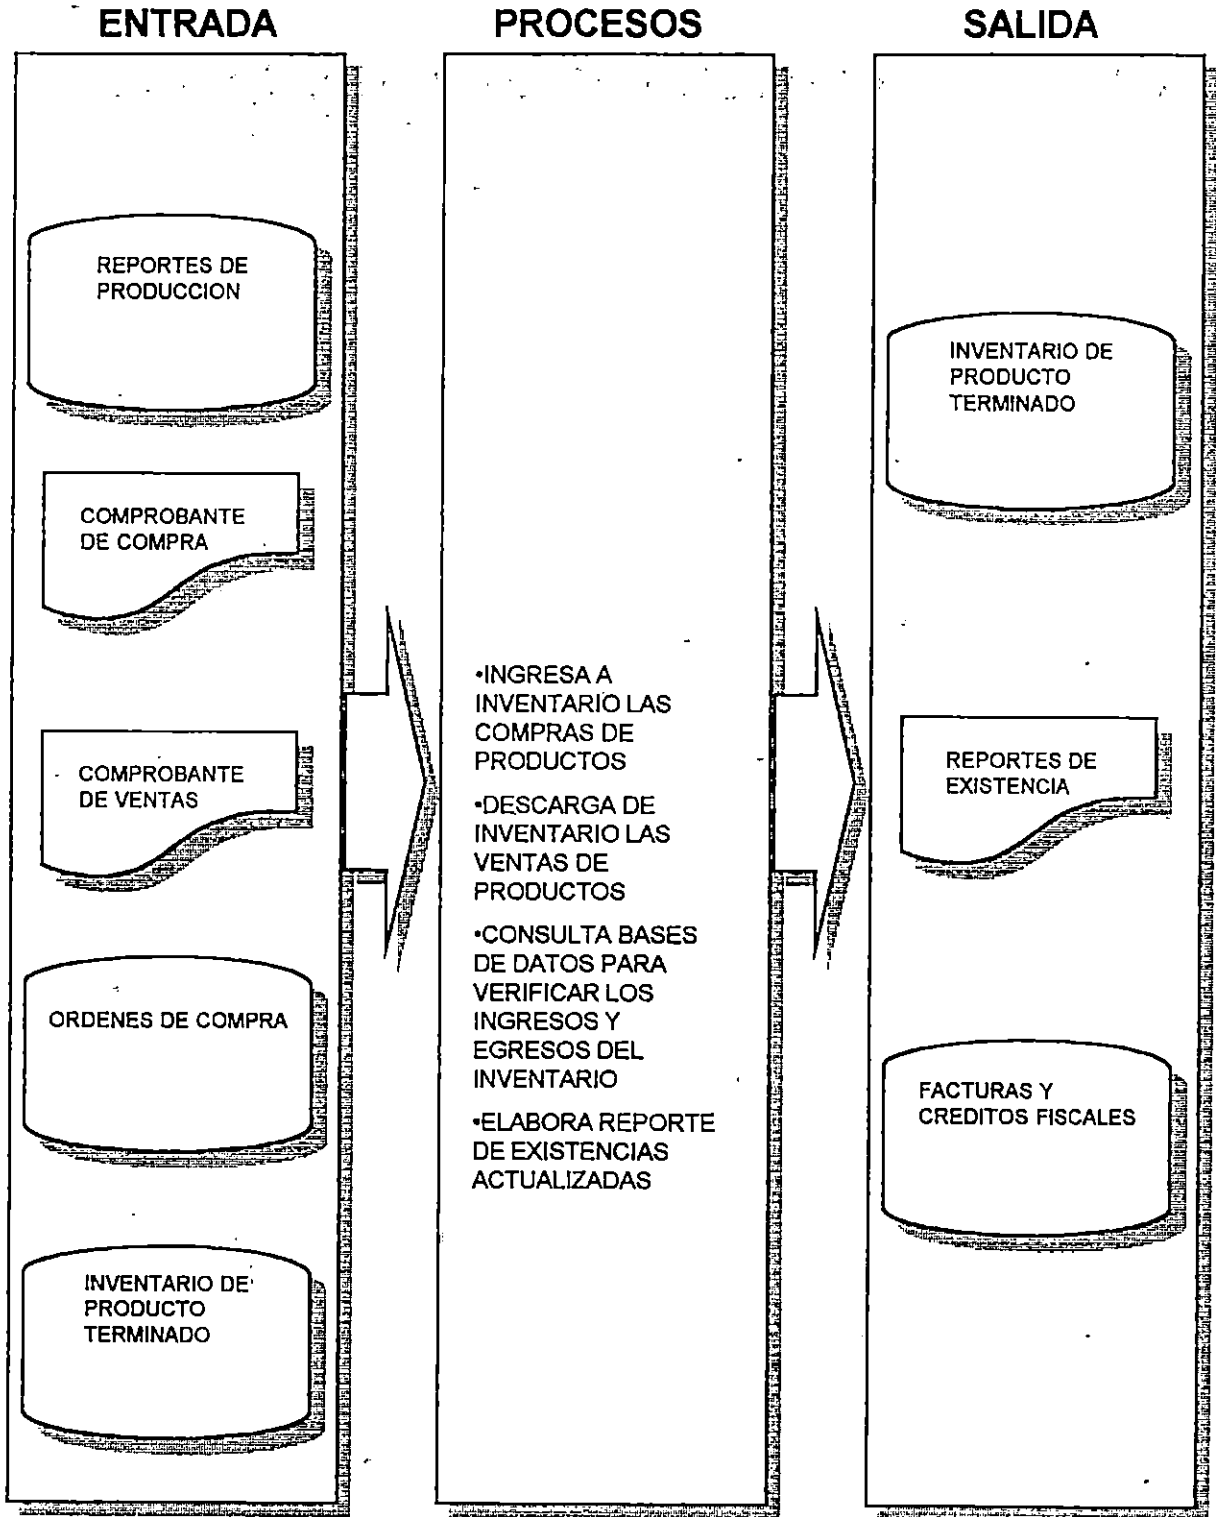 ENTRADA
PROCESOS
SALIDA
REPORTES DE
PRODUCCION
COMPROBANTE
DE COMPRA
COMPROBANTE
DE VENTAS
ORDENES DE COMPRA
INVENTARIO DE
PRODUCTO
TERMINADO
•INGRESA A
INVENTARIO LAS
COMPRAS DE
PRODUCTOS
•DESCARGA DE
INVENTARIO LAS
VENTAS DE
PRODUCTOS
•CONSULTA BASES
DE DATOS PARA
VERIFICAR LOS
INGRESOS Y
EGRESOS DEL
INVENTARIO
•ELABORA REPORTE
DE EXISTENCIAS
ACTUALIZADAS
INVENTARIO DE
PRODUCTO
TERMINADO
REPORTES DE
EXISTENCIA
FACTURAS Y
CREDITOS FISCALES